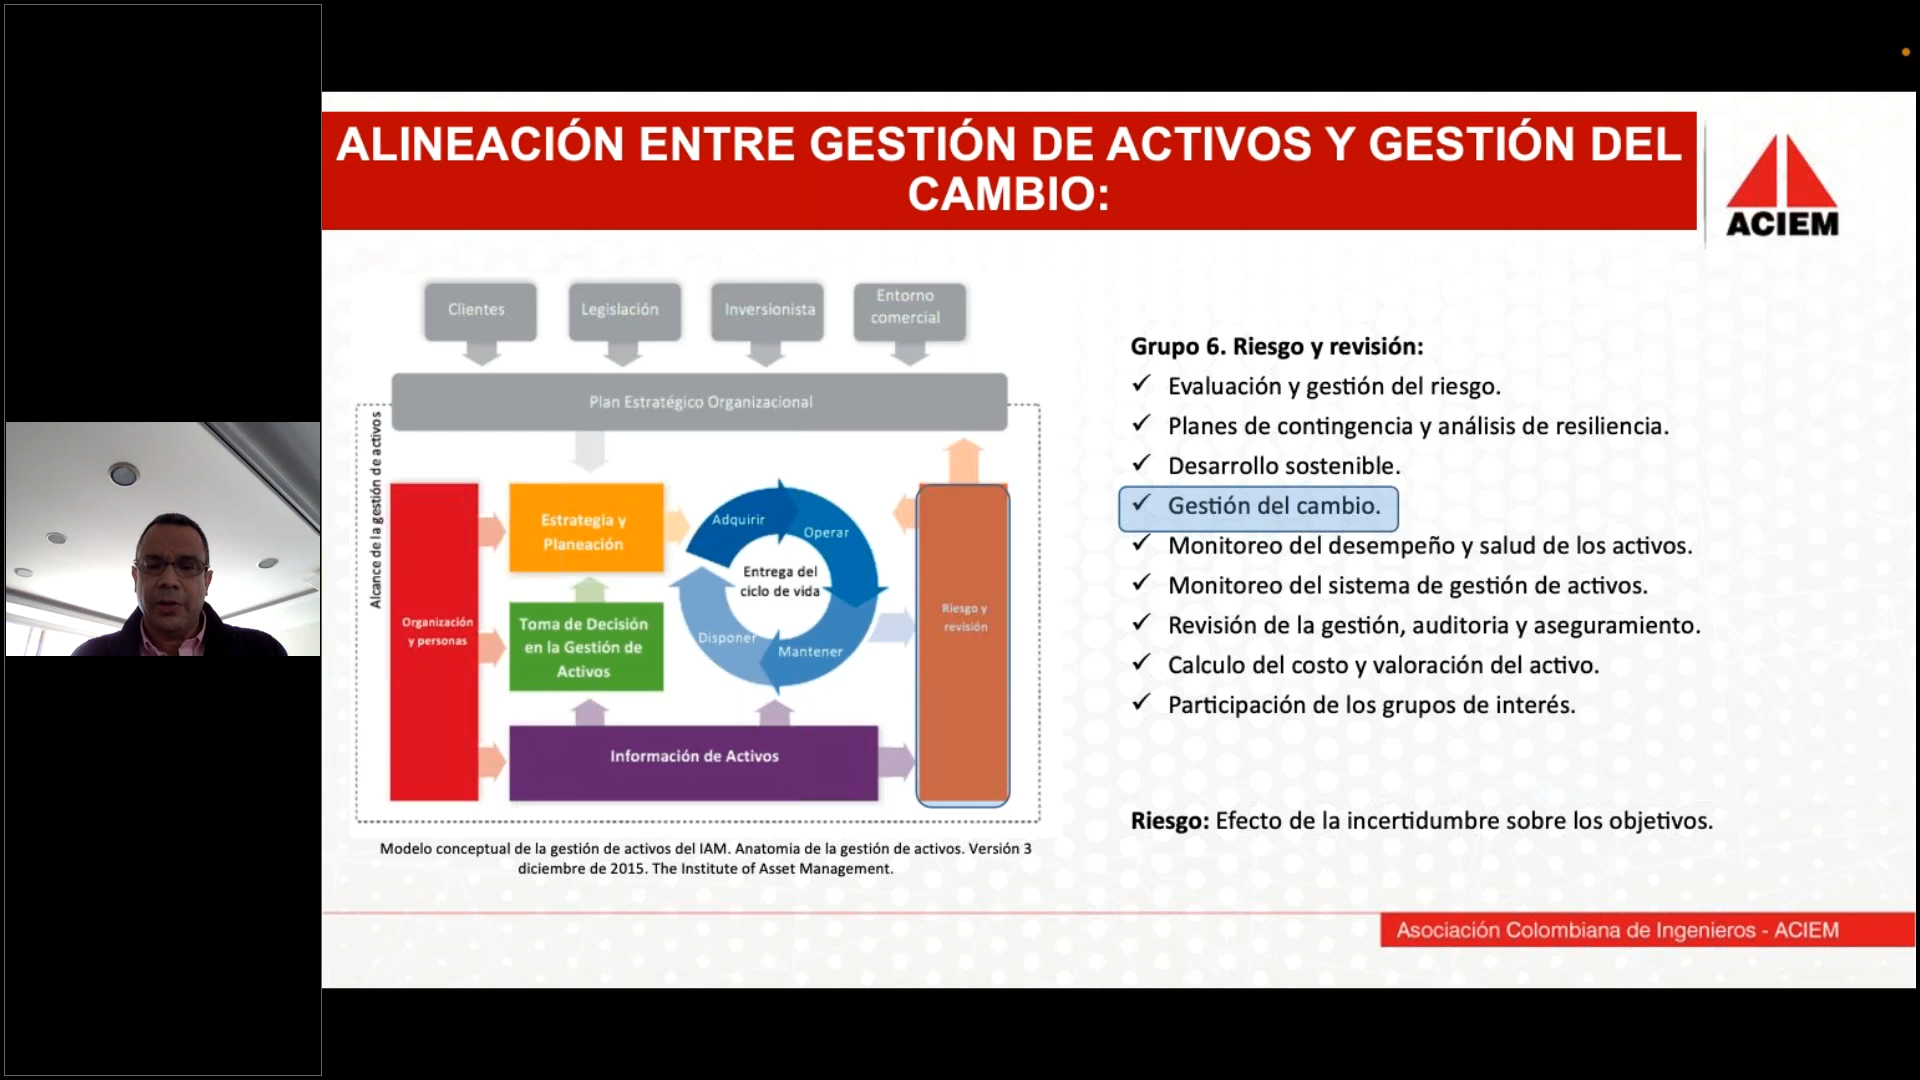 ALINEACIÓN ENTRE GESTIÓN DE ACTIVOS Y GESTIÓN DEL
CAMBIO:
ACIEM
Clientes
Legislación
Inversionista
Entorno
comercial
Plan Estratégico Organizacional
Alcance de la gestión de activos
Organización
y personas
Estrategia y
Planeación
Toma de Decisión
en la Gestión de
Activos
Adquirir
Operar
Entrega del
ciclo de vida
Disponer
Mantener
Riesgo y
revisión
Información de Activos
Modelo conceptual de la gestión de activos del IAM. Anatomia de la gestión de activos. Versión 3
diciembre de 2015. The Institute of Asset Management.
Grupo 6. Riesgo y revisión:
✓ Evaluación y gestión del riesgo.
✓ Planes de contingencia y análisis de resiliencia.
✓ Desarrollo sostenible.
✓ Gestión del cambio.
✓ Monitoreo del desempeño y salud de los activos.
✓ Monitoreo del sistema de gestión de activos.
✓ Revisión de la gestión, auditoria y aseguramiento.
✓ Calculo del costo y valoración del activo.
✓ Participación de los grupos de interés.
Riesgo: Efecto de la incertidumbre sobre los objetivos.
Asociación Colombiana de Ingenieros - ACIEM